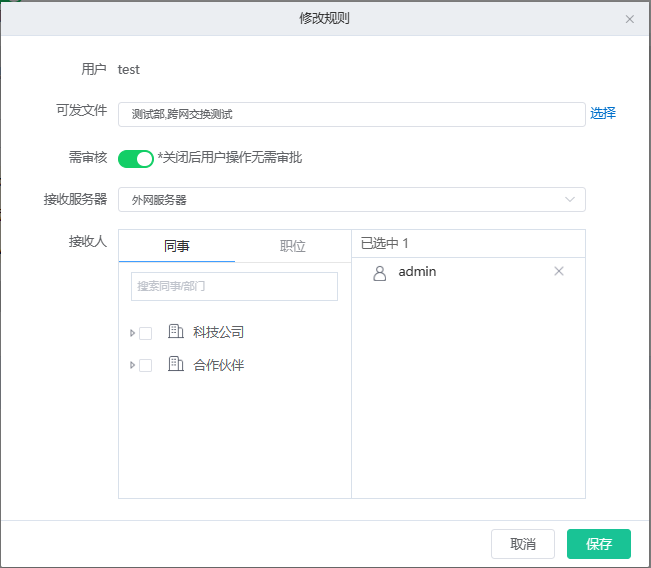 修改规则
用户 test
可发文件 测试部,跨网交换测试 选择
需审核 *关闭后用户操作无需审批
接收服务器 外网服务器
接收人 同事 职位 已选中 1
admin
搜索同事/部门
科技公司
合作伙伴
取消 保存